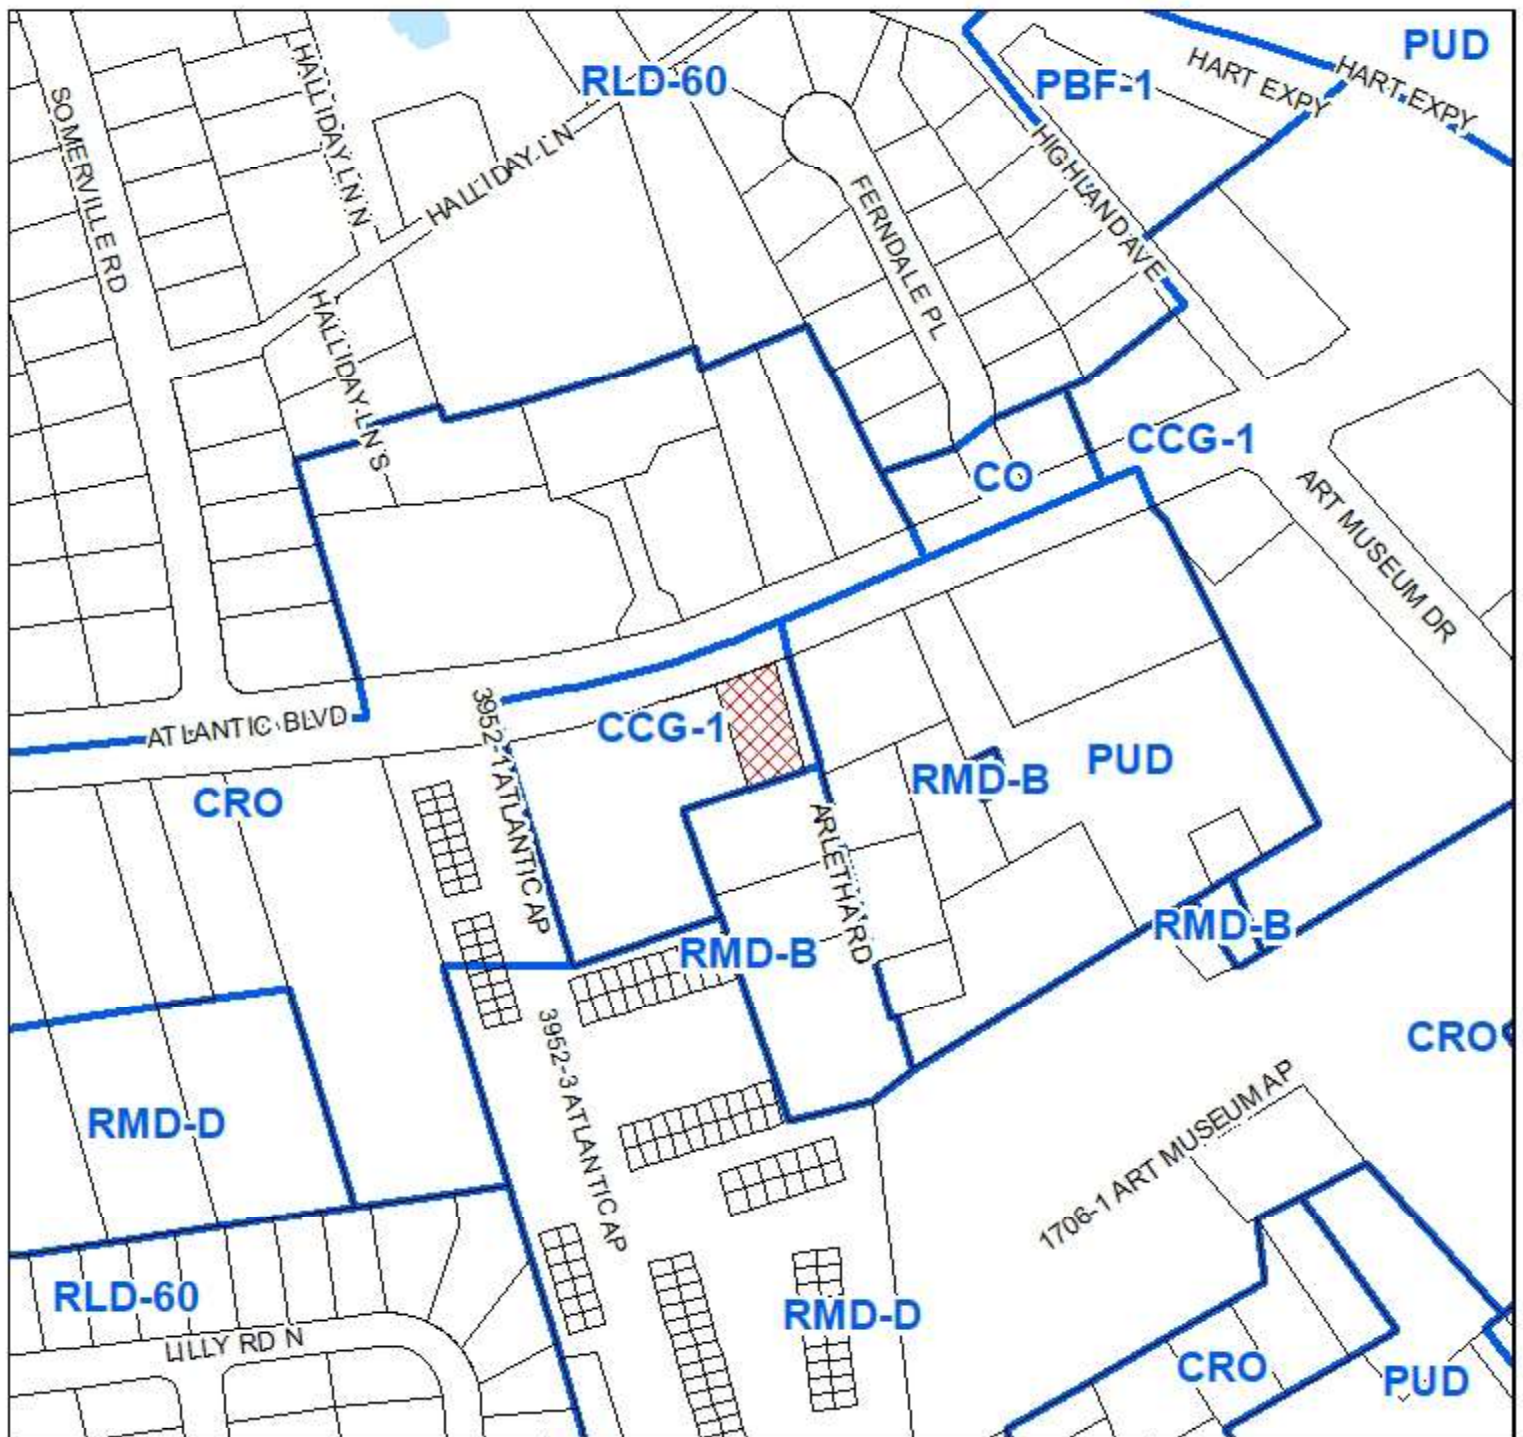 PUD
RLD-60
PBF-1
HART EXPY
HART EXPY
SOMERVILLE RD
HALLIDAY LN N
HALLIDAY LN
HIGHLAND AVE
FERNDALE PL
HALLIDAY LN S
CCG-1
CO
ART MUSEUM DR
ATLANTIC BLVD
3952-1 ATLANTIC AP
CCG-1
CRO
RMD-B
PUD
ARLETHA RD
RMD-B
RMD-B
3952-3 ATLANTIC AP
CRO
RMD-D
1706-1 ART MUSEUM AP
RLD-60
LILLY RD N
RMD-D
CRO
PUD